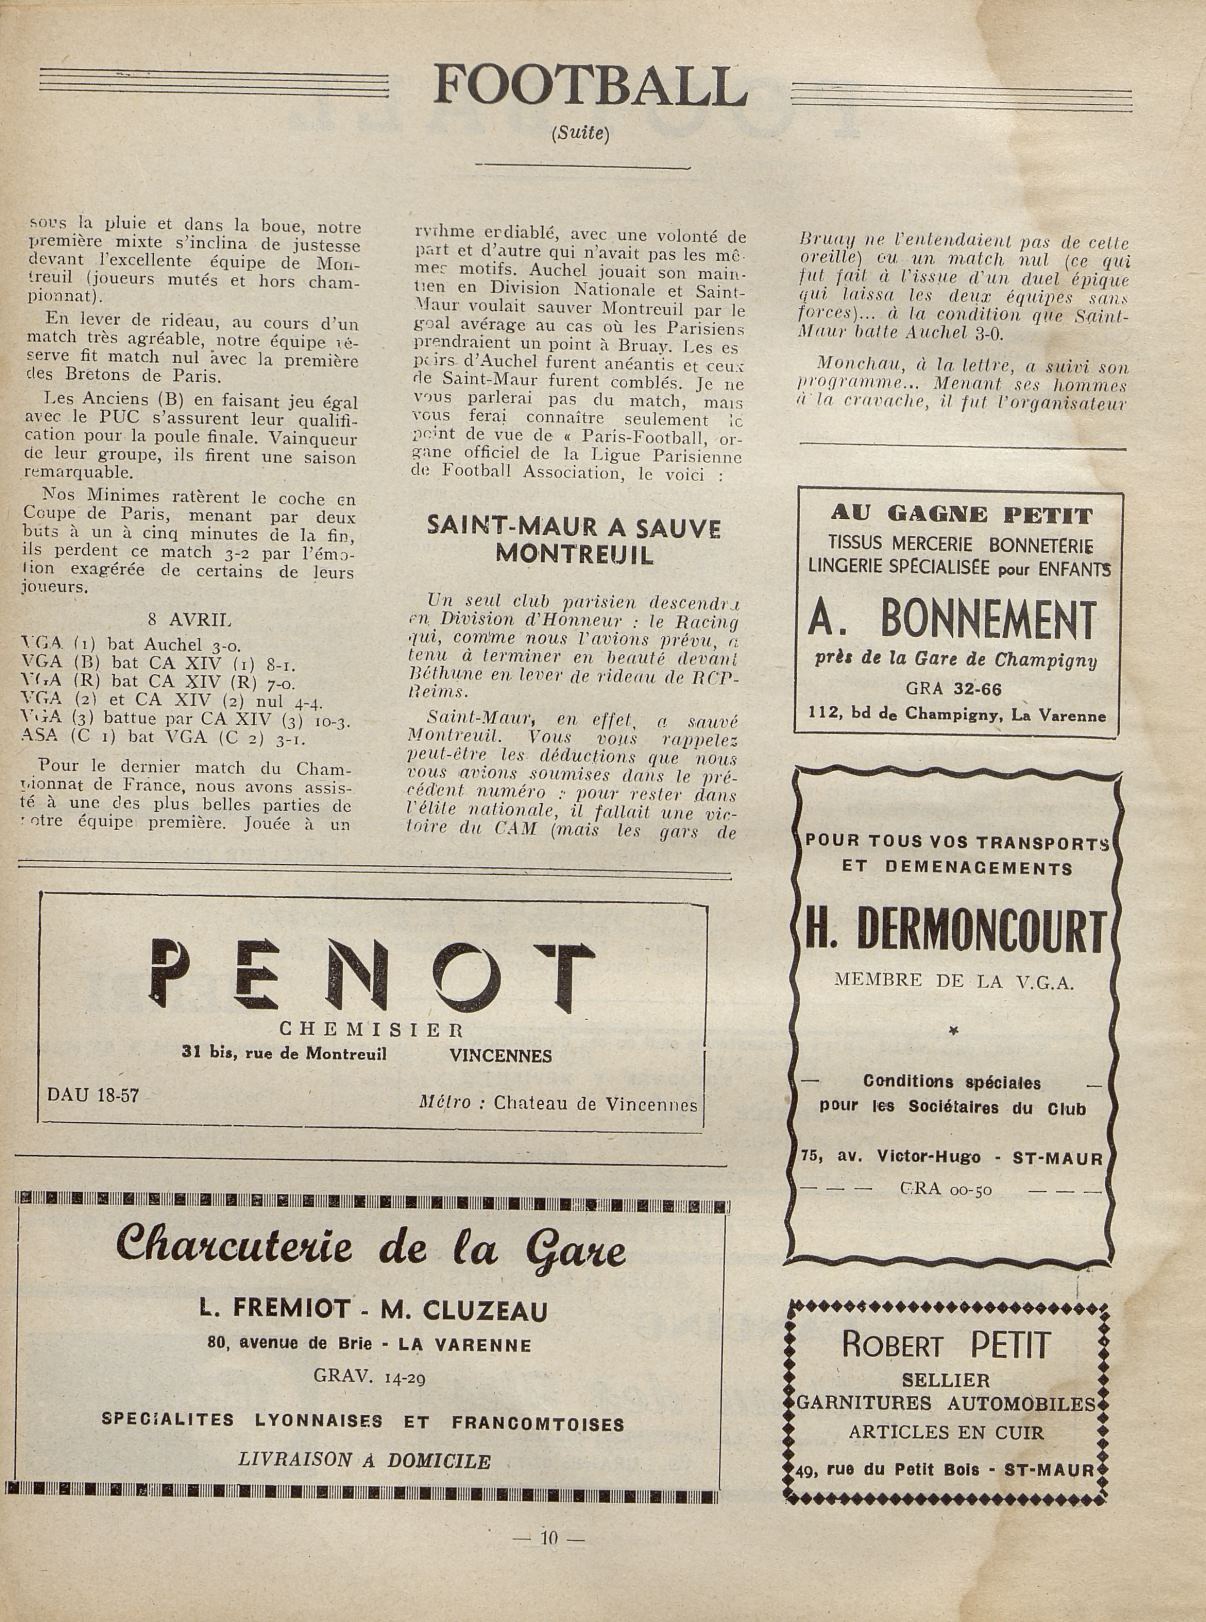 FOOTBALL
(Suite)
sous la pluie et dans la boue, notre
première mixte s'inclina de justesse
devant l'excellente équipe de Mon-
treuil (joueurs mutés et hors cham-
pionnat).
En lever de rideau, au cours d'un
match très agréable, notre équipe ré-
serve fit match nul avec la première
des Bretons de Paris.
Les Anciens (B) en faisant jeu égal
avec le PUC s'assurent leur qualifi-
cation pour la poule finale. Vainqueur
de leur groupe, ils firent une saison
remarquable.
Nos Minimes ratèrent le coche en
Coupe de Paris, menant par deux
buts à un à cinq minutes de la fin,
ils perdent ce match 3-2 par l'émo-
tion exagérée de certains de leurs
joueurs.
8 AVRIL
VGA (1) bat Auchel 3-0.
VGA (B) bat CA XIV (1) 8-1.
VGA (R) bat CA XIV (R) 7-0.
VGA (2) et CA XIV (2) nul 4-4.
VGA (3) battue par CA XIV (3) 10-3.
ASA (C 1) bat VGA (C 2) 3-1.
Pour le dernier match du Cham-
pionnat de France, nous avons assis-
té à une des plus belles parties de
notre équipe première. Jouée à un
rythme endiablé, avec une volonté de
part et d'autre qui n'avait pas les mê-
mes motifs. Auchel jouait son main-
tien en Division Nationale et Saint-
Maur voulait sauver Montreuil par le
goal avérage au cas où les Parisiens
prendraient un point à Bruay. Les es
poirs d'Auchel furent anéantis et ceux
de Saint-Maur furent comblés. Je ne
vous parlerai pas du match, mais
vous ferai connaître seulement le
point de vue de « Paris-Football, or-
gane officiel de la Ligue Parisienne
de Football Association, le voici :
SAINT-MAUR A SAUVE
MONTREUIL
Un seul club parisien descendra
en Division d'Honneur : le Racing
qui, comme nous l'avions prévu, a
tenu à terminer en beauté devant
Béthune en lever de rideau de RCP-
Reims.
Saint-Maur, en effet, a sauvé
Montreuil. Vous vous rappelez
peut-être les déductions que nous
vous avions soumises dans le pré-
cédent numéro : pour rester dans
l'élite nationale, il fallait une vic-
toire du CAM (mais les gars de
Bruay ne l'entendaient pas de cette
oreille) ou un match nul (ce qui
fut fait à l'issue d'un duel épique
qui laissa les deux équipes sans
forces)... à la condition que Saint-
Maur batte Auchel 3-0.
Monchau, à la lettre, a suivi son
programme... Menant ses hommes
à la cravache, il fut l'organisateur
AU GAGNE PETIT
TISSUS MERCERIE BONNETERIE
LINGERIE SPÉCIALISÉE pour ENFANTS
A. BONNEMENT
près de la Gare de Champigny
GRA 32-66
112, bd de Champigny, La Varenne
POUR TOUS VOS TRANSPORTS
ET DEMENAGEMENTS
H. DERMONCOURT
MEMBRE DE LA V.G.A.
*
— Conditions spéciales —
pour les Sociétaires du Club
75, av. Victor-Hugo - ST-MAUR
— — — GRA 00-50 — — —
ROBERT PETIT
SELLIER
GARNITURES AUTOMOBILES
ARTICLES EN CUIR
49, rue du Petit Bois - ST-MAUR
PENOT
CHEMISIER
31 bis, rue de Montreuil VINCENNES
DAU 18-57 Métro : Chateau de Vincennes
Charcuterie de la Gare
L. FREMIOT - M. CLUZEAU
80, avenue de Brie - LA VARENNE
GRAV. 14-29
SPECIALITES LYONNAISES ET FRANCOMTOISES
LIVRAISON A DOMICILE
— 10 —